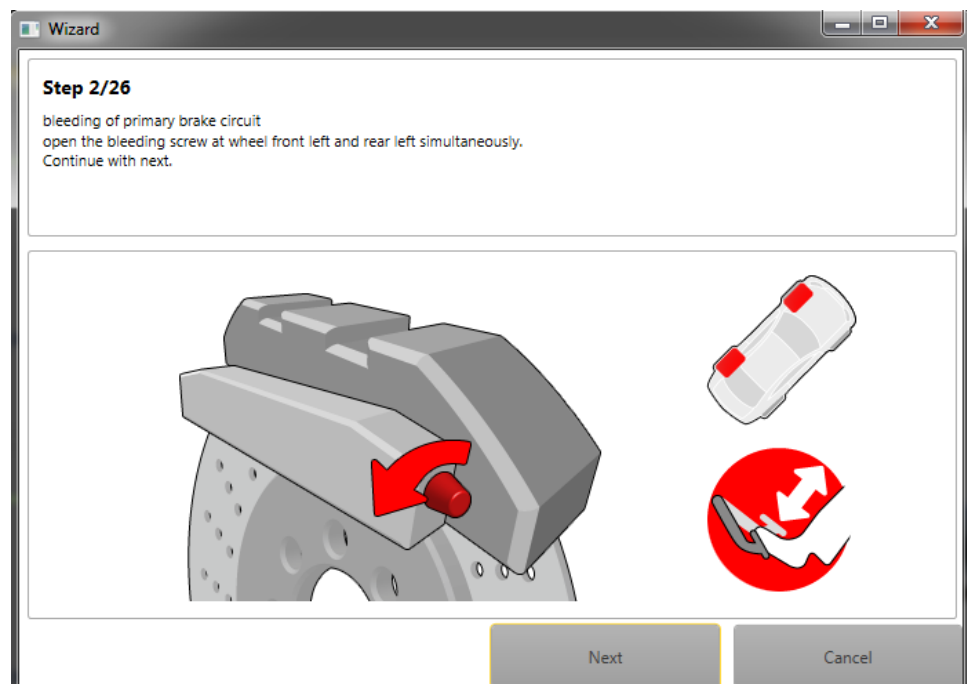 Wizard
Step 2/26
bleeding of primary brake circuit
open the bleeding screw at wheel front left and rear left simultaneously.
Continue with next.
Next
Cancel